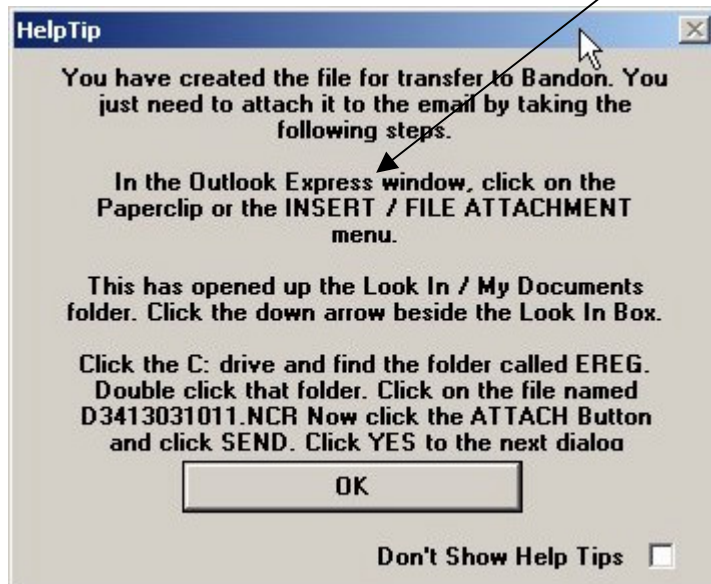 HelpTip
You have created the file for transfer to Bandon. You
just need to attach it to the email by taking the
following steps.
In the Outlook Express window, click on the
Paperclip or the INSERT / FILE ATTACHMENT
menu.
This has opened up the Look In / My Documents
folder. Click the down arrow beside the Look In Box.
Click the C: drive and find the folder called EREG.
Double click that folder. Click on the file named
D3413031011.NCR Now click the ATTACH Button
and click SEND. Click YES to the next dialog
OK
Don't Show Help Tips